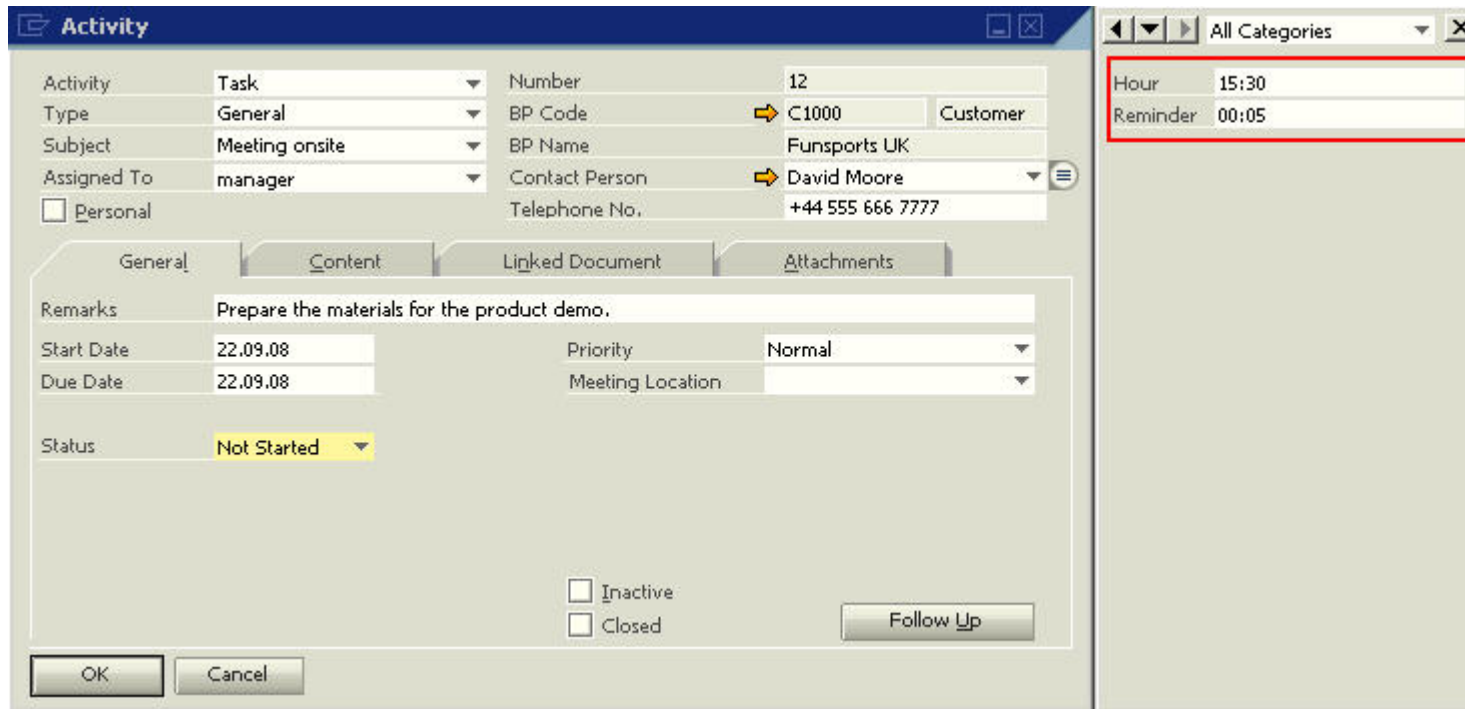 Activity
All Categories
Activity Task Number 12
Hour 15:30
Type General BP Code C1000 Customer
Reminder 00:05
Subject Meeting onsite BP Name Funsports UK
Assigned To manager Contact Person David Moore
Personal Telephone No. +44 555 666 7777
General Content Linked Document Attachments
Remarks Prepare the materials for the product demo.
Start Date 22.09.08 Priority Normal
Due Date 22.09.08 Meeting Location
Status Not Started
Inactive
Closed Follow Up
OK Cancel